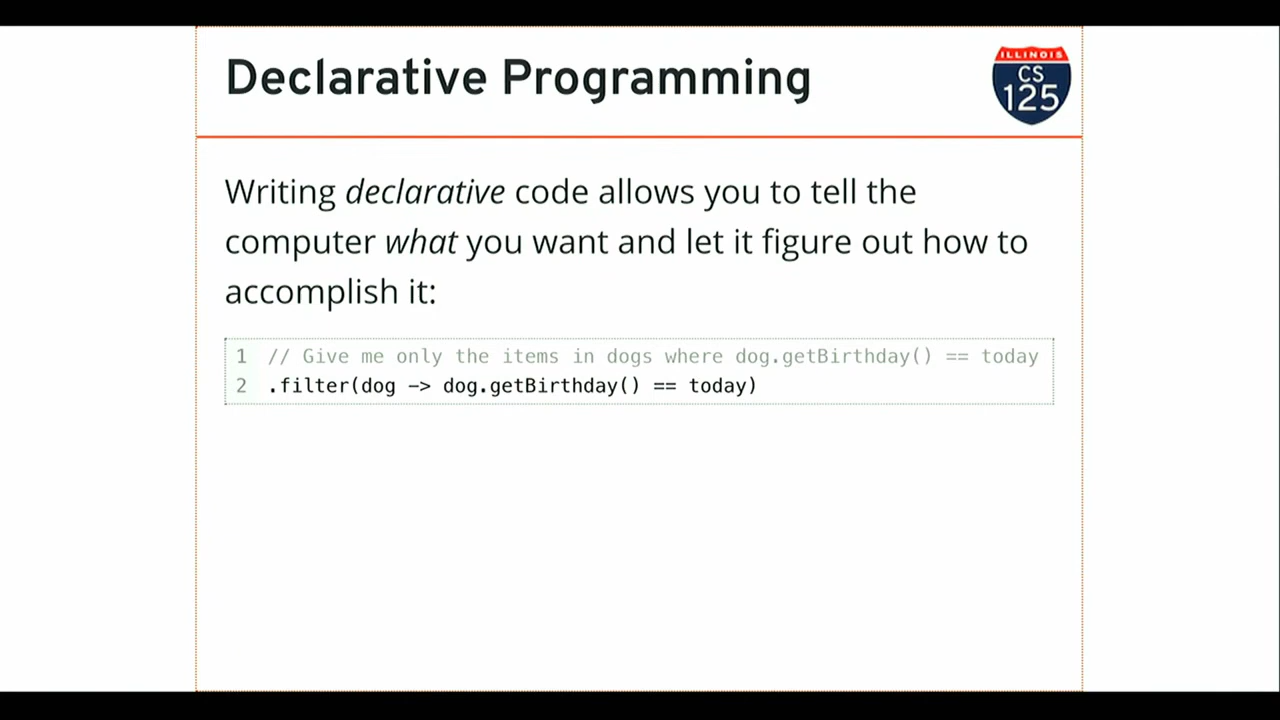 Declarative Programming
ILLINOIS
CS
125
Writing declarative code allows you to tell the
computer what you want and let it figure out how to
accomplish it:
1 // Give me only the items in dogs where dog.getBirthday() == today
2 .filter(dog -> dog.getBirthday() == today)